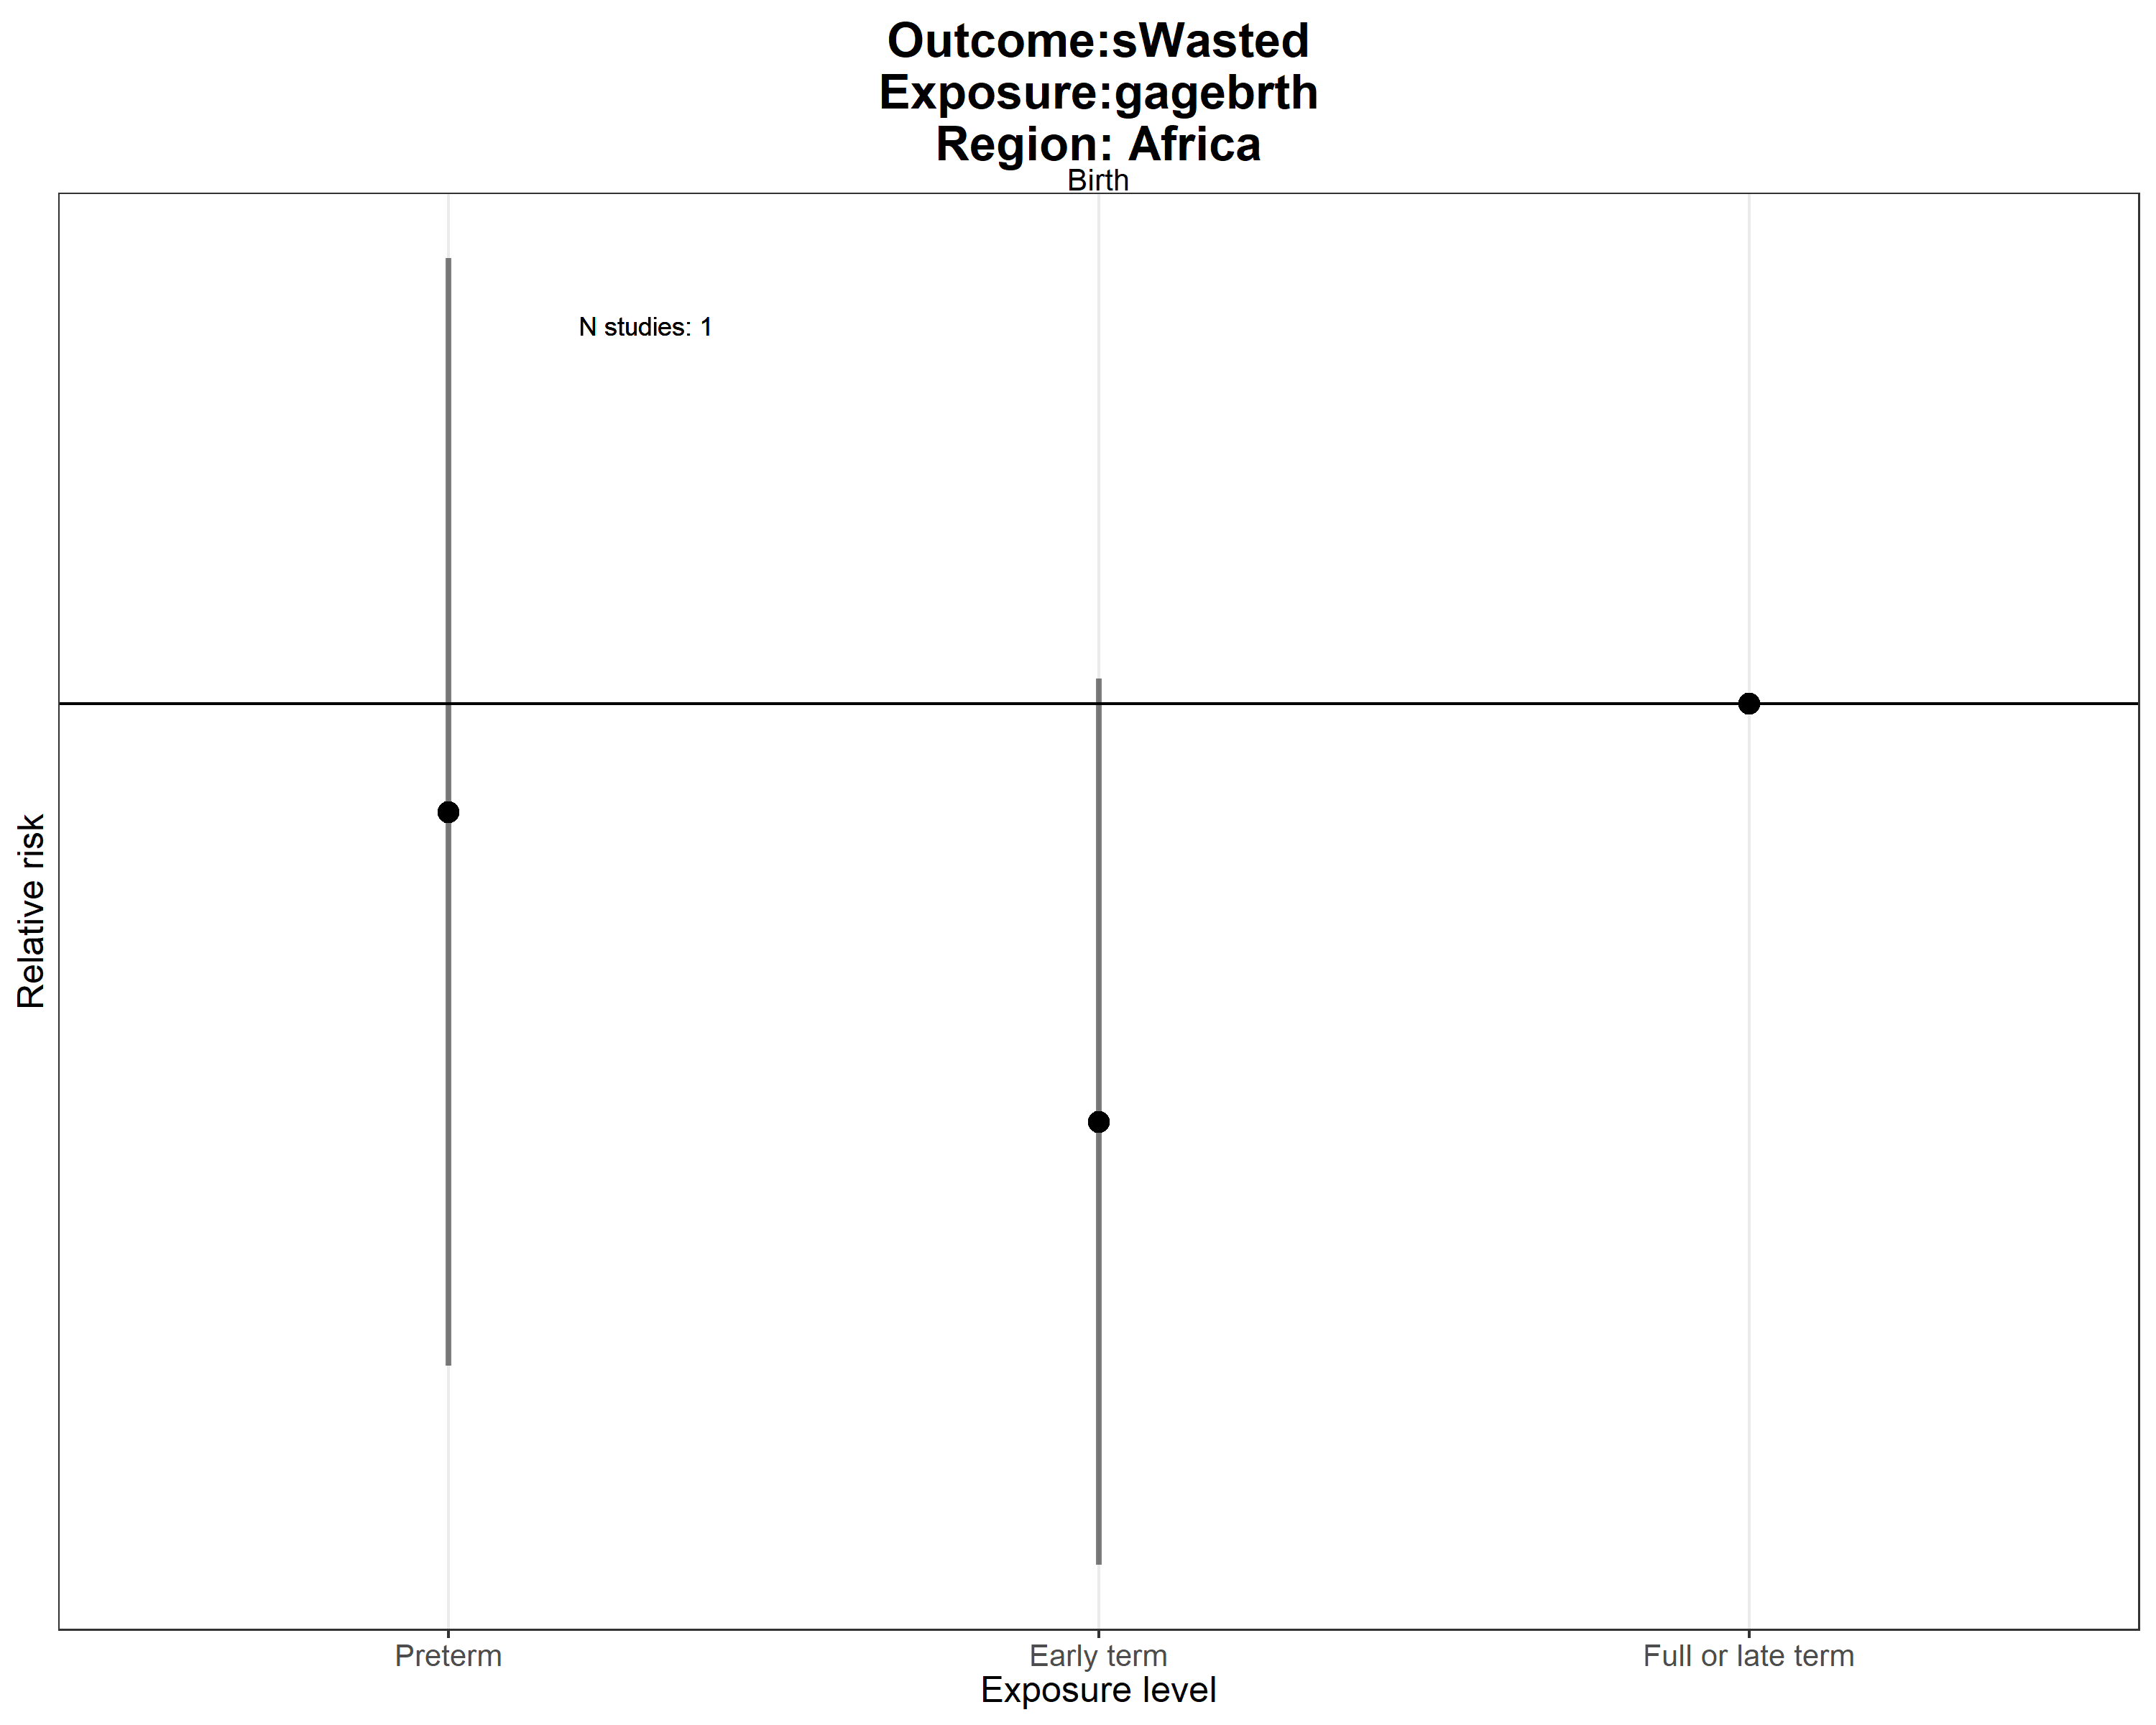 Outcome:sWasted
Exposure:gagebrth
Region: Africa
Birth
N studies: 1
Relative risk
Preterm
Early term
Full or late term
Exposure level